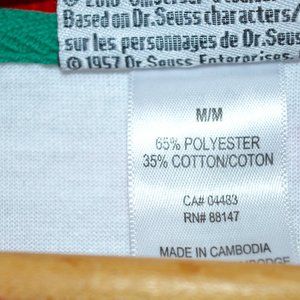 Based on Dr. Seuss characters/
sur les personnages de Dr. Seus
© 1957 Dr. Seuss Enterprises
M/M
65% POLYESTER
35% COTTON/COTON
CA# 04483
RN# 88147
MADE IN CAMBODIA